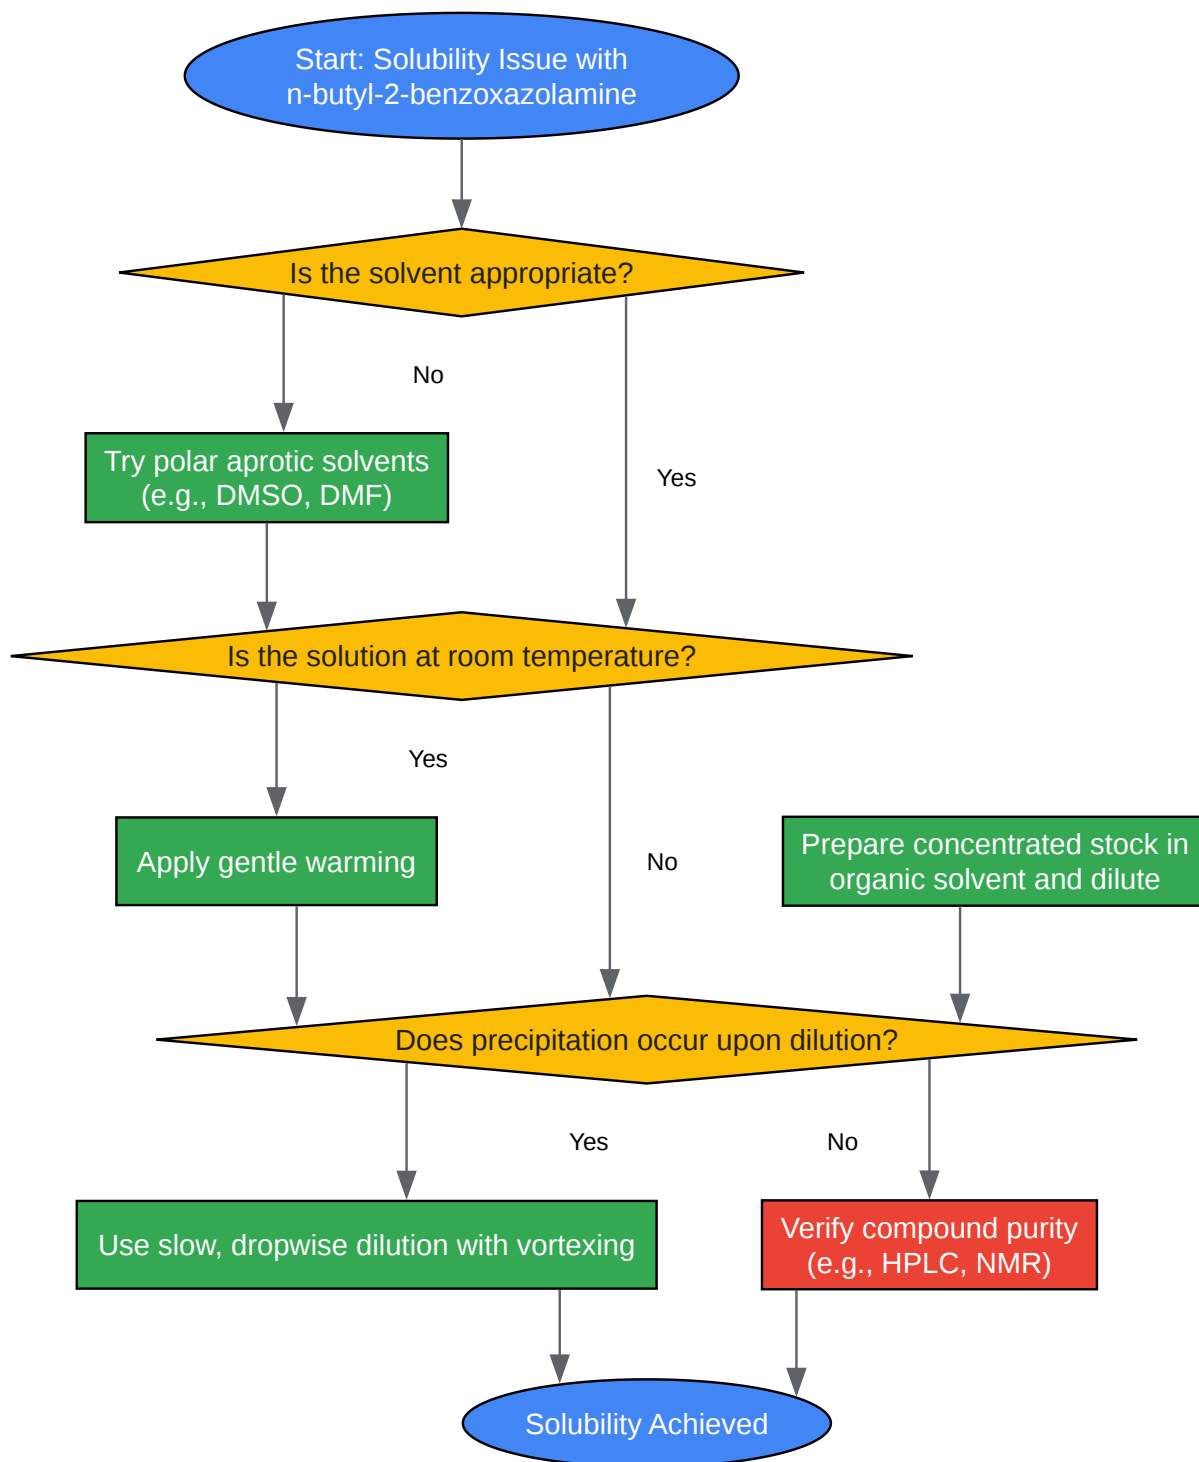 Start: Solubility Issue with
n-butyl-2-benzoxazolamine
Is the solvent appropriate?
No
Try polar aprotic solvents
(e.g., DMSO, DMF)
Yes
Is the solution at room temperature?
Yes
Apply gentle warming
No
Prepare concentrated stock in
organic solvent and dilute
Does precipitation occur upon dilution?
Yes
No
Use slow, dropwise dilution with vortexing
Verify compound purity
(e.g., HPLC, NMR)
Solubility Achieved